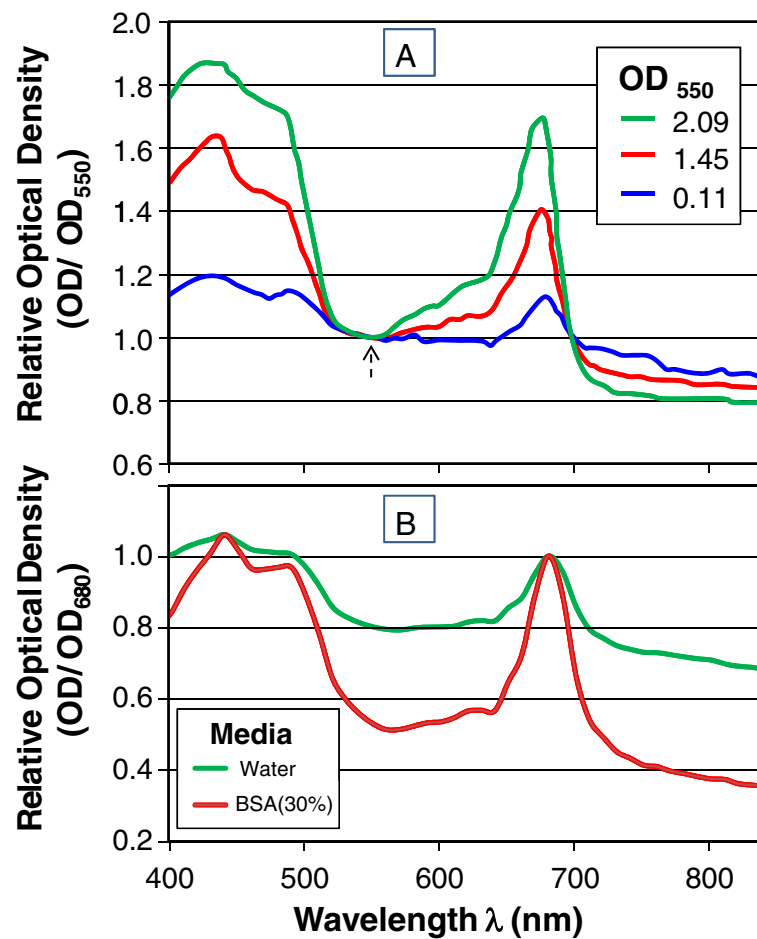 A
OD 550
2.09
1.45
0.11
Relative Optical Density
(OD/ OD550)
2.0
1.8
1.6
1.4
1.2
1.0
0.8
0.6
B
Relative Optical Density
(OD/ OD680)
1.0
0.8
0.6
0.4
0.2
Media
Water
BSA(30%)
400 500 600 700 800
Wavelength λ (nm)